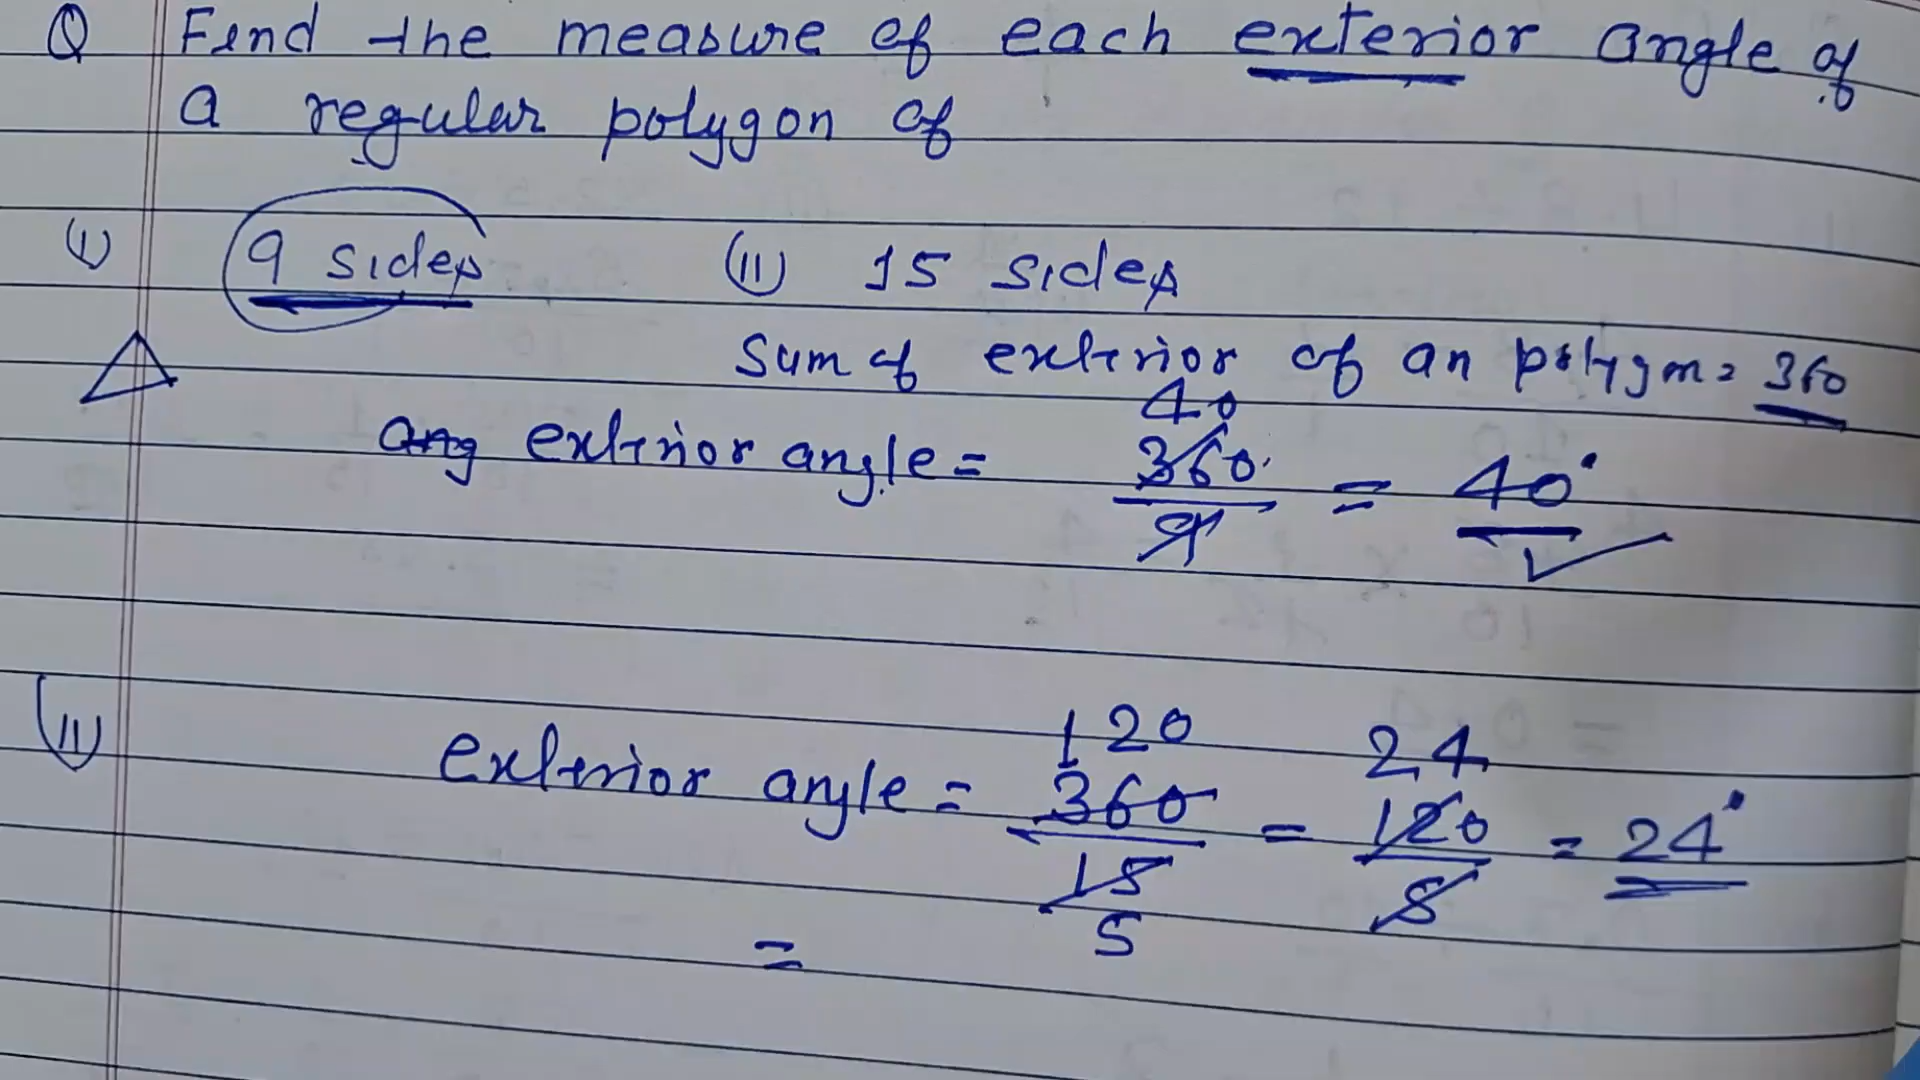 Q Find the measure of each exterior angle of
a regular polygon of
(i) 9 sides (ii) 15 sides
Sum of exterior of an polygon = 360
40
ang exterior angle = 360/9 = 40°
120 24
(ii) exterior angle = 360/15 = 120/5 = 24°
5
=